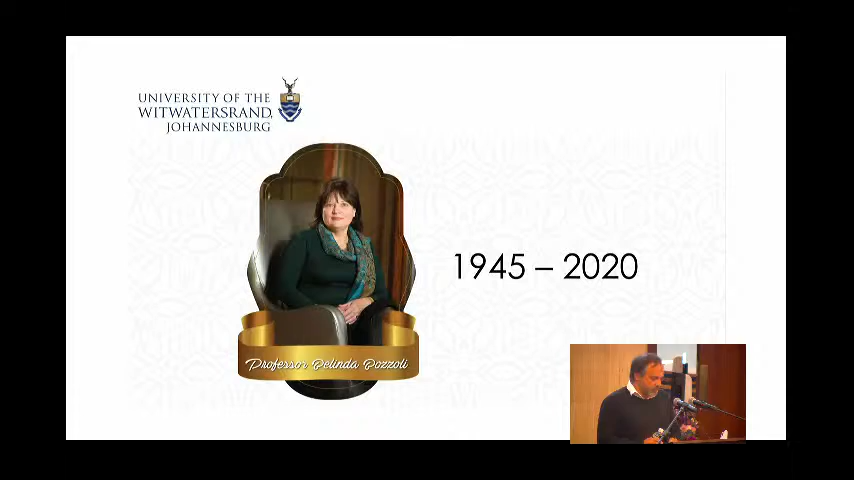 UNIVERSITY OF THE
WITWATERSRAND,
JOHANNESBURG
1945 – 2020
Professor Belinda Bozzoli